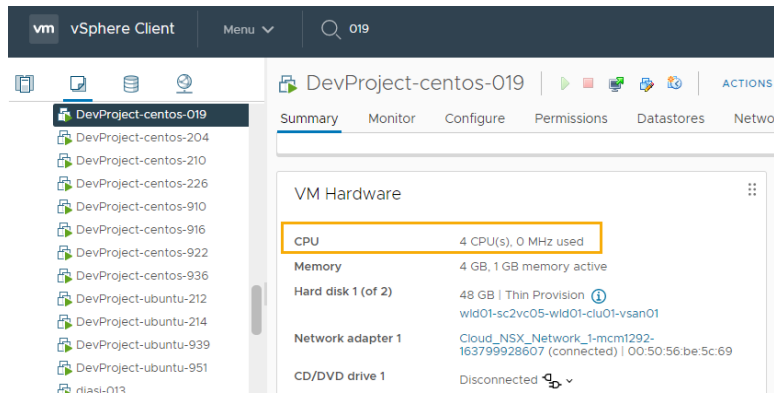 vm vSphere Client Menu 019
DevProject-centos-019
DevProject-centos-204
DevProject-centos-210
DevProject-centos-226
DevProject-centos-910
DevProject-centos-916
DevProject-centos-922
DevProject-centos-936
DevProject-ubuntu-212
DevProject-ubuntu-214
DevProject-ubuntu-939
DevProject-ubuntu-951
diasi-013
DevProject-centos-019 ACTIONS
Summary Monitor Configure Permissions Datastores Netwo
VM Hardware
CPU 4 CPU(s), 0 MHz used
Memory 4 GB, 1 GB memory active
Hard disk 1 (of 2) 48 GB | Thin Provision
wld01-sc2vc05-wld01-clu01-vsan01
Network adapter 1 Cloud_NSX_Network_1-mcm1292-
163799928607 (connected) | 00:50:56:be:5c:69
CD/DVD drive 1 Disconnected